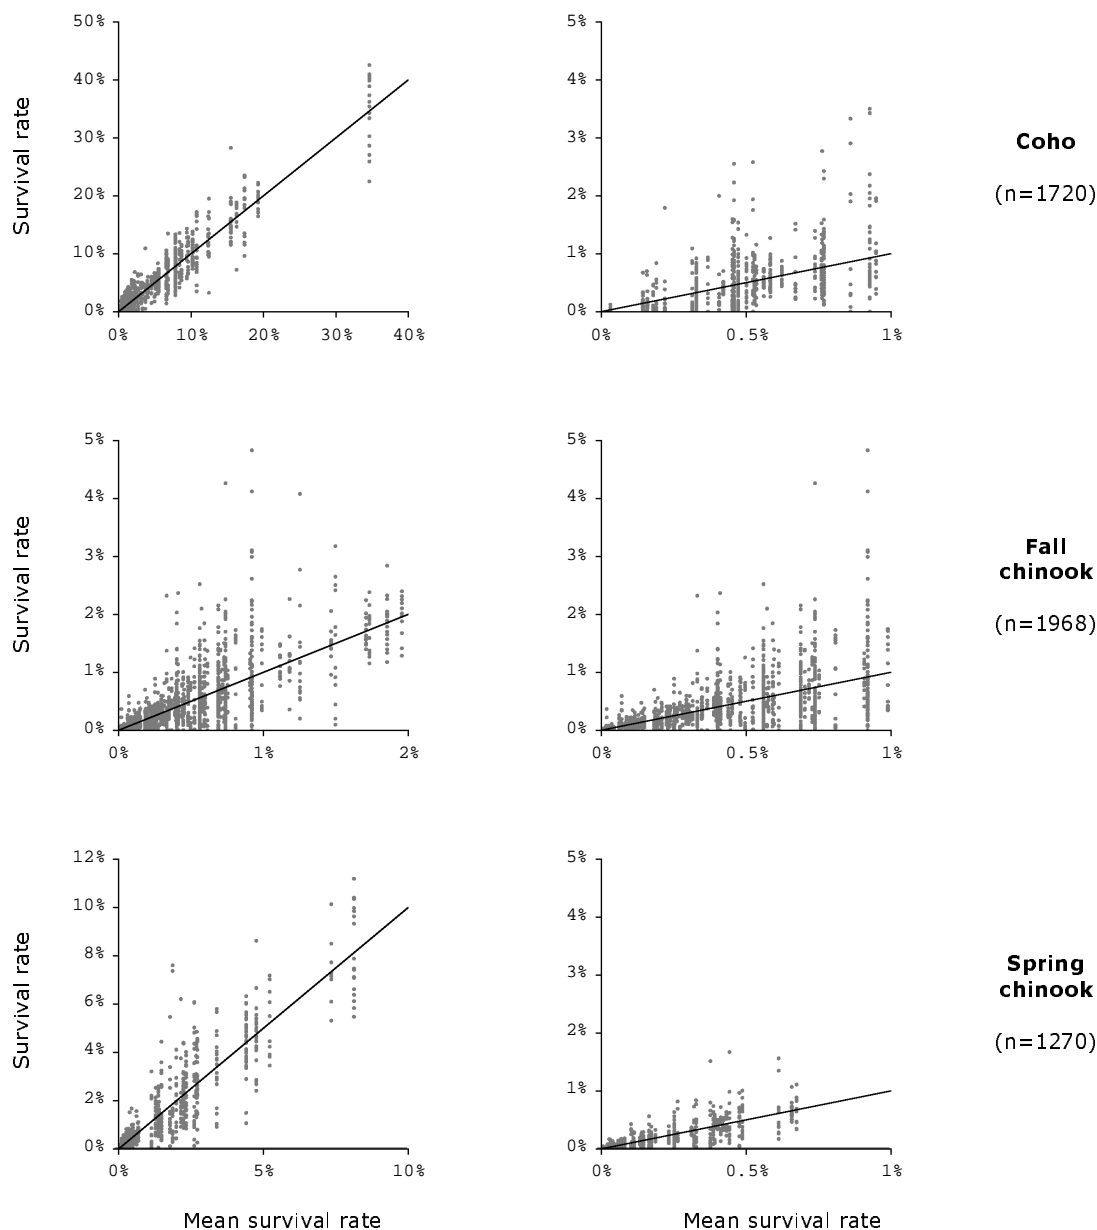 50%
40%
30%
20%
10%
0%
0% 10% 20% 30% 40%
Survival rate
5%
4%
3%
2%
1%
0%
0% 0.5% 1%
Coho
(n=1720)
5%
4%
3%
2%
1%
0%
0% 1% 2%
Survival rate
5%
4%
3%
2%
1%
0%
0% 0.5% 1%
Fall
chinook
(n=1968)
12%
10%
8%
6%
4%
2%
0%
0% 5% 10%
Survival rate
Mean survival rate
5%
4%
3%
2%
1%
0%
0% 0.5% 1%
Mean survival rate
Spring
chinook
(n=1270)